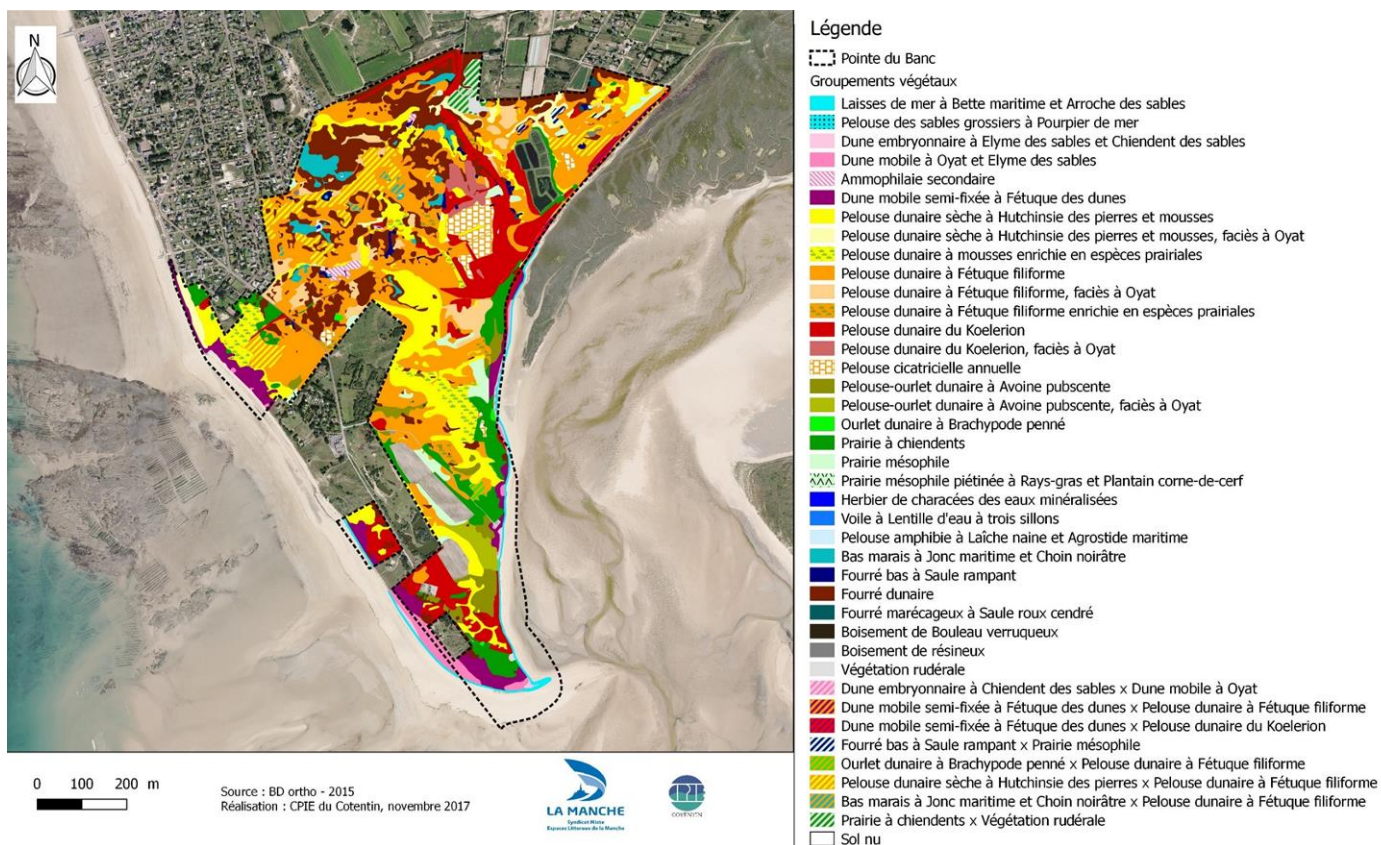 N
Légende
Pointe du Banc
Groupements végétaux
Laisses de mer à Bette maritime et Arroche des sables
Pelouse des sables grossiers à Pourpier de mer
Dune embryonnaire à Elyme des sables et Chiendent des sables
Dune mobile à Oyat et Elyme des sables
Ammophilaie secondaire
Dune mobile semi-fixée à Fétuque des dunes
Pelouse dunaire sèche à Hutchinsie des pierres et mousses
Pelouse dunaire sèche à Hutchinsie des pierres et mousses, faciès à Oyat
Pelouse dunaire à mousses enrichie en espèces prairiales
Pelouse dunaire à Fétuque filiforme
Pelouse dunaire à Fétuque filiforme, faciès à Oyat
Pelouse dunaire à Fétuque filiforme enrichie en espèces prairiales
Pelouse dunaire du Koelerion
Pelouse dunaire du Koelerion, faciès à Oyat
Pelouse cicatricielle annuelle
Pelouse-ourlet dunaire à Avoine pubscente
Pelouse-ourlet dunaire à Avoine pubscente, faciès à Oyat
Ourlet dunaire à Brachypode penné
Prairie à chiendents
Prairie mésophile
Prairie mésophile piétinée à Rays-gras et Plantain corne-de-cerf
Herbier de characées des eaux minéralisées
Voile à Lentille d'eau à trois sillons
Pelouse amphibie à Laîche naine et Agrostide maritime
Bas marais à Jonc maritime et Choin noirâtre
Fourré bas à Saule rampant
Fourré dunaire
Fourré marécageux à Saule roux cendré
Boisement de Bouleau verruqueux
Boisement de résineux
Végétation rudérale
Dune embryonnaire à Chiendent des sables x Dune mobile à Oyat
Dune mobile semi-fixée à Fétuque des dunes x Pelouse dunaire à Fétuque filiforme
Dune mobile semi-fixée à Fétuque des dunes x Pelouse dunaire du Koelerion
Fourré bas à Saule rampant x Prairie mésophile
Ourlet dunaire à Brachypode penné x Pelouse dunaire à Fétuque filiforme
Pelouse dunaire sèche à Hutchinsie des pierres x Pelouse dunaire à Fétuque filiforme
Bas marais à Jonc maritime et Choin noirâtre x Pelouse dunaire à Fétuque filiforme
Prairie à chiendents x Végétation rudérale
Sol nu
0 100 200 m
Source : BD ortho - 2015
Réalisation : CPIE du Cotentin, novembre 2017
LA MANCHE
Syndicat Mixte
Espaces Littoraux de la Manche
CPIE
COTENTIN